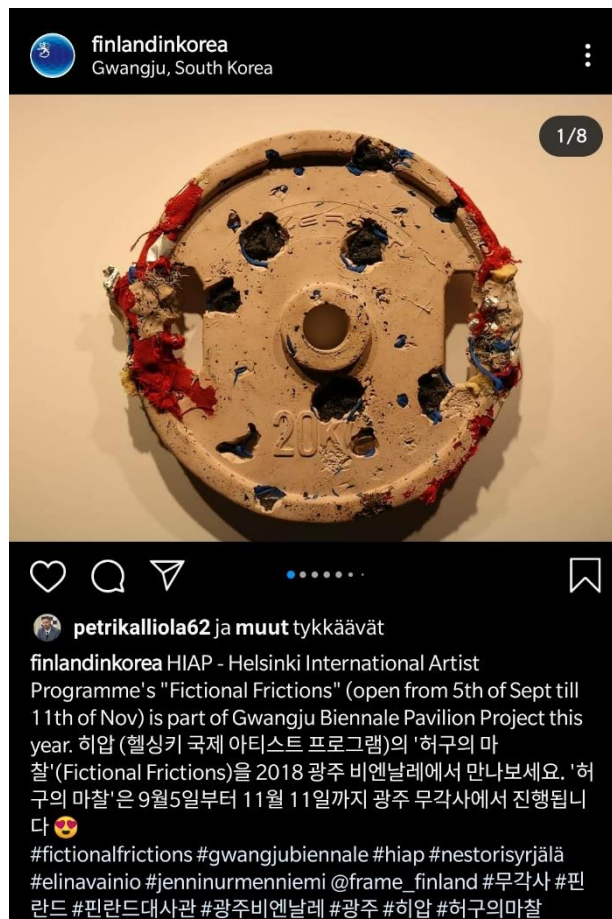 finlandinkorea
Gwangju, South Korea
1/8
20KG
petrikalliola62 ja muut tykkäävät
finlandinkorea HIAP - Helsinki International Artist
Programme's "Fictional Frictions" (open from 5th of Sept till
11th of Nov) is part of Gwangju Biennale Pavilion Project this
year. 히압 (헬싱키 국제 아티스트 프로그램)의 '허구의 마
찰'(Fictional Frictions)을 2018 광주 비엔날레에서 만나보세요. '허
구의 마찰'은 9월5일부터 11월 11일까지 광주 무각사에서 진행됩니
다 😍
#fictionalfrictions #gwangjubiennale #hiap #nestorisyrjälä
#elinavainio #jenninurmenniemi @frame_finland #무각사 #핀
란드 #핀란드대사관 #광주비엔날레 #광주 #히압 #허구의마찰